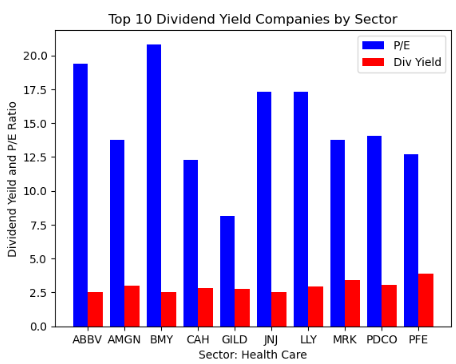 Top 10 Dividend Yield Companies by Sector
P/E
Div Yield
Dividend Yeild and P/E Ratio
20.0
17.5
15.0
12.5
10.0
7.5
5.0
2.5
0.0
ABBV AMGN BMY CAH GILD JNJ LLY MRK PDCO PFE
Sector: Health Care